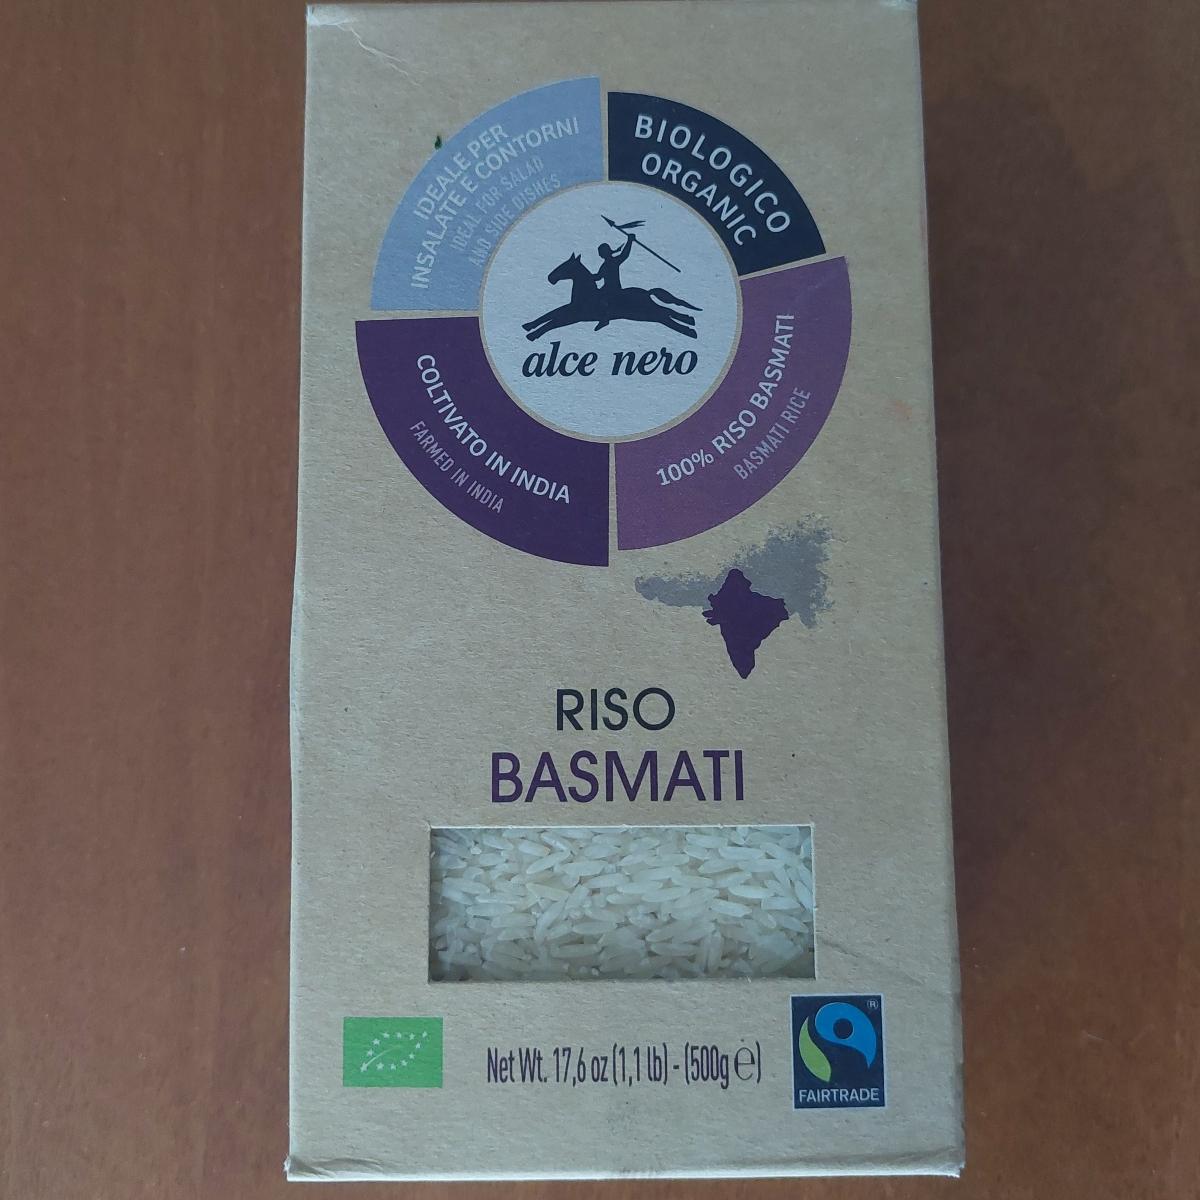 IDEALE PER
INSALATE E CONTORNI
IDEAL FOR SALAD
AND SIDE DISHES
BIOLOGICO
ORGANIC
alce nero
COLTIVATO IN INDIA
FARMED IN INDIA
100% RISO BASMATI
BASMATI RICE
RISO
BASMATI
Net Wt. 17,6 oz (1,1 lb) - (500g ℮)
®
FAIRTRADE